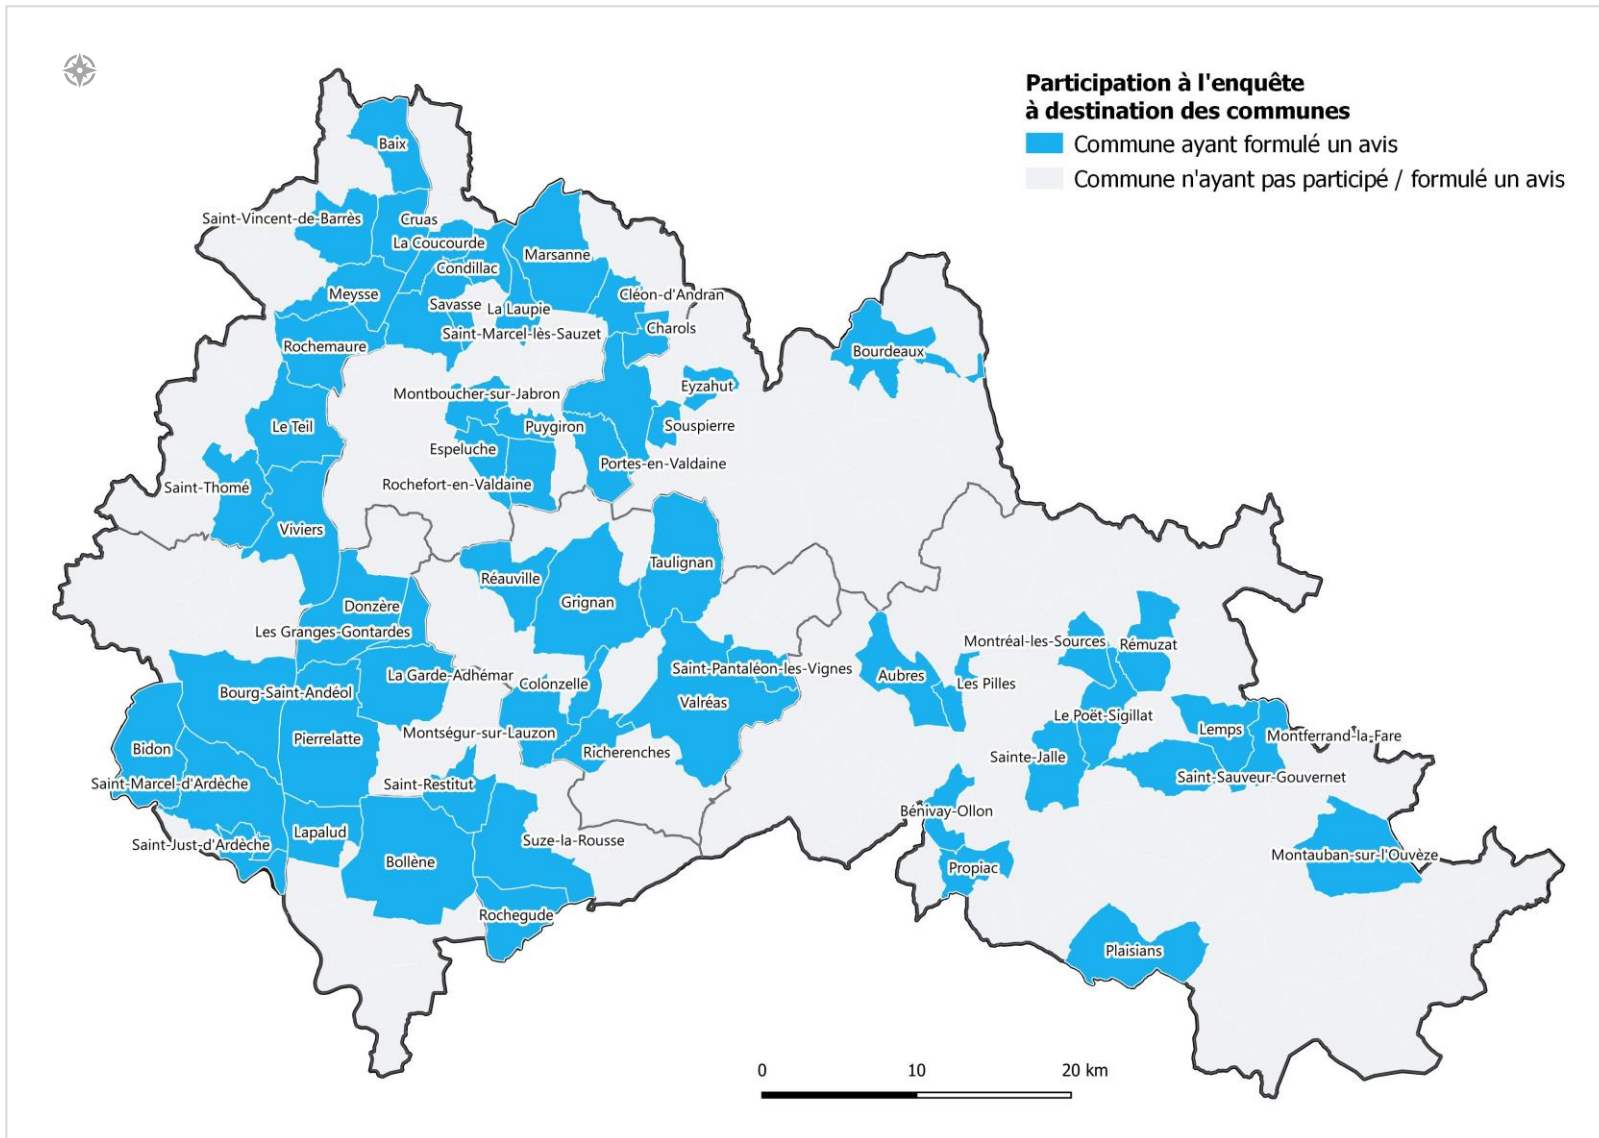 Participation à l'enquête
à destination des communes
Commune ayant formulé un avis
Commune n'ayant pas participé / formulé un avis
Baix
Saint-Vincent-de-Barrès
Cruas
La Coucourde
Marsanne
Condillac
Meysse
Cléon-d'Andran
Savasse
La Laupie
Charols
Saint-Marcel-lès-Sauzet
Rochemaure
Bourdeaux
Eyzahut
Montboucher-sur-Jabron
Le Teil
Puygiron
Souspierre
Espeluche
Portes-en-Valdaine
Rochefort-en-Valdaine
Saint-Thomé
Viviers
Taulignan
Réauville
Grignan
Donzère
Les Granges-Gontardes
Montréal-les-Sources
Rémuzat
Saint-Pantaléon-les-Vignes
La Garde-Adhémar
Colonzelle
Aubres
Les Pilles
Bourg-Saint-Andéol
Valréas
Le Poët-Sigillat
Lemps
Montferrand-la-Fare
Montségur-sur-Lauzon
Pierrelatte
Bidon
Richerenches
Sainte-Jalle
Saint-Sauveur-Gouvernet
Saint-Marcel-d'Ardèche
Saint-Restitut
Bénivay-Ollon
Lapalud
Suze-la-Rousse
Saint-Just-d'Ardèche
Bollène
Montauban-sur-l'Ouvèze
Propiac
Rochegude
Plaisians
0 10 20 km